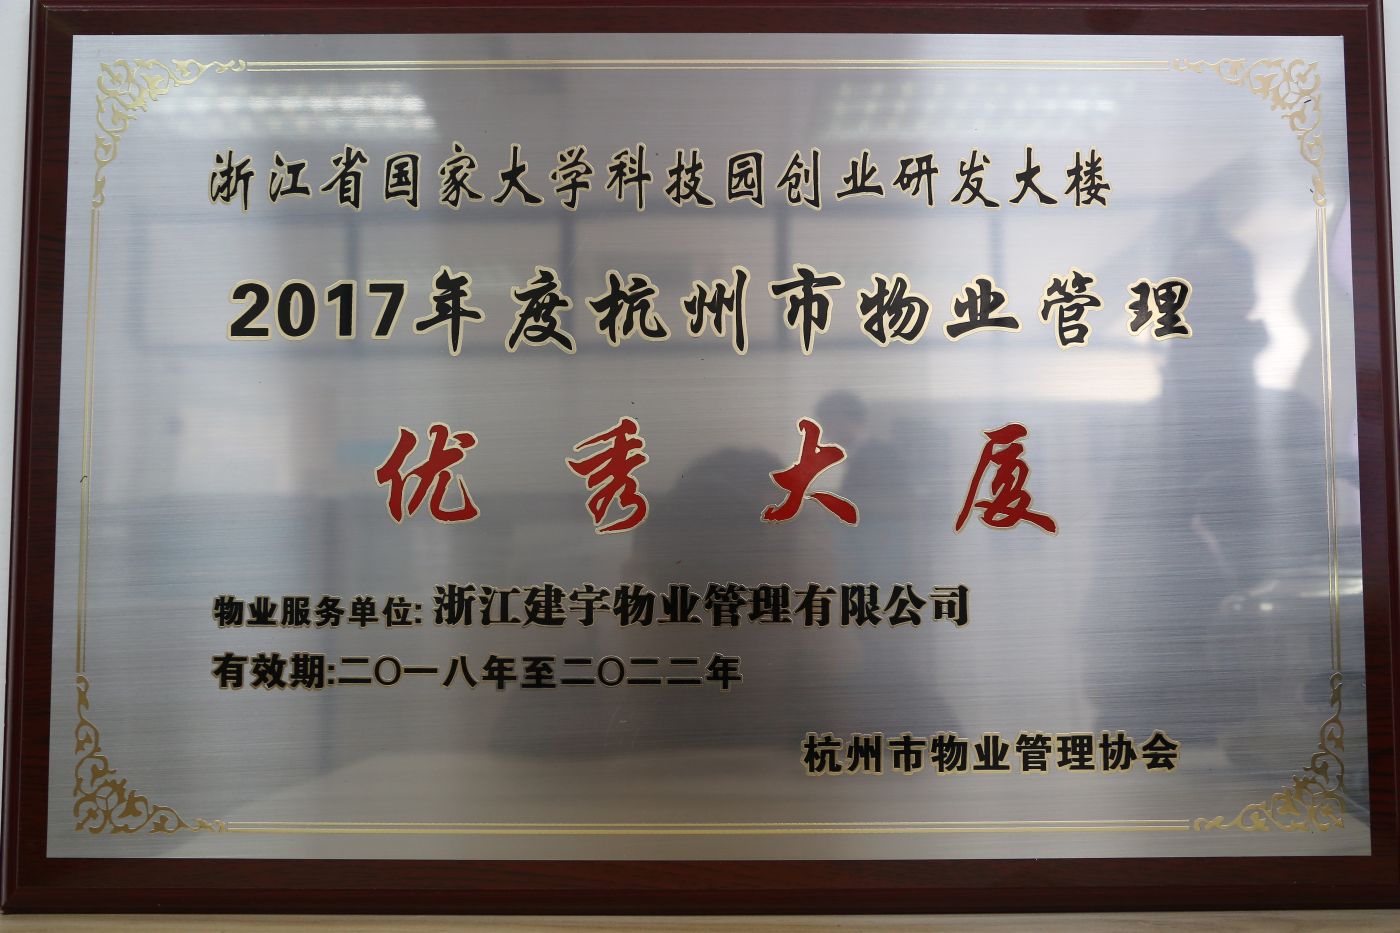 浙江省国家大学科技园创业研发大楼
2017年度杭州市物业管理
优秀大厦
物业服务单位:浙江建宇物业管理有限公司
有效期:二〇一八年至二〇二二年
杭州市物业管理协会